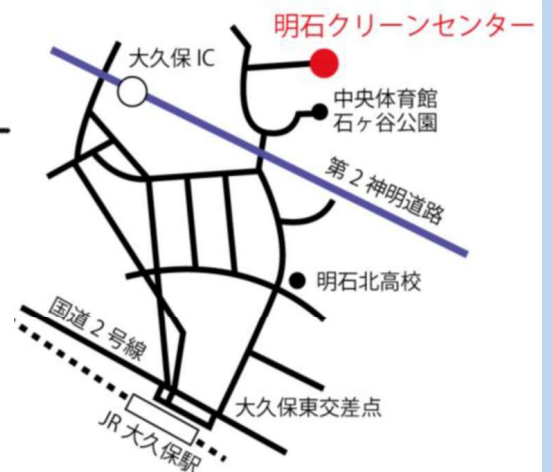 明石クリーンセンター
大久保 IC
中央体育館
石ヶ谷公園
第2神明道路
明石北高校
国道2号線
大久保東交差点
JR大久保駅